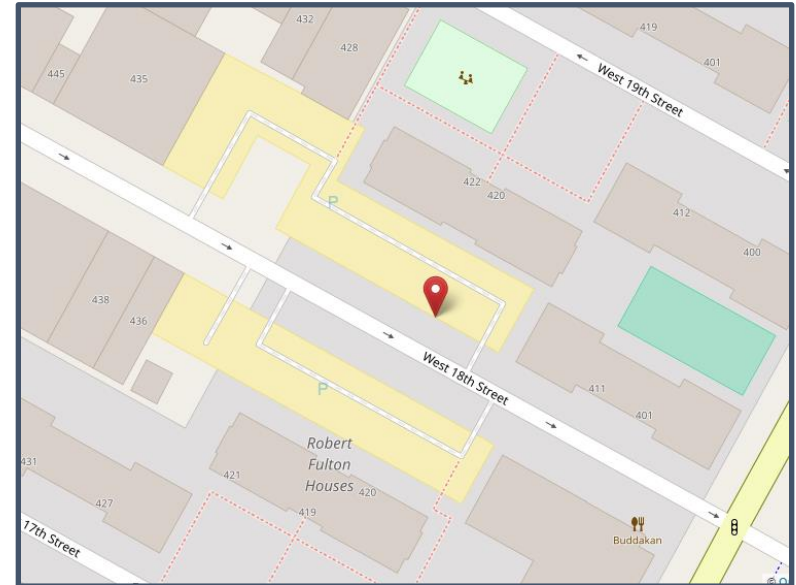 432
419
428
401
445
435
West 19th Street
P
422
420
412
400
438
436
West 18th Street
P
411
401
Robert
Fulton
Houses
431
421
420
427
419
17th Street
Buddakan
©